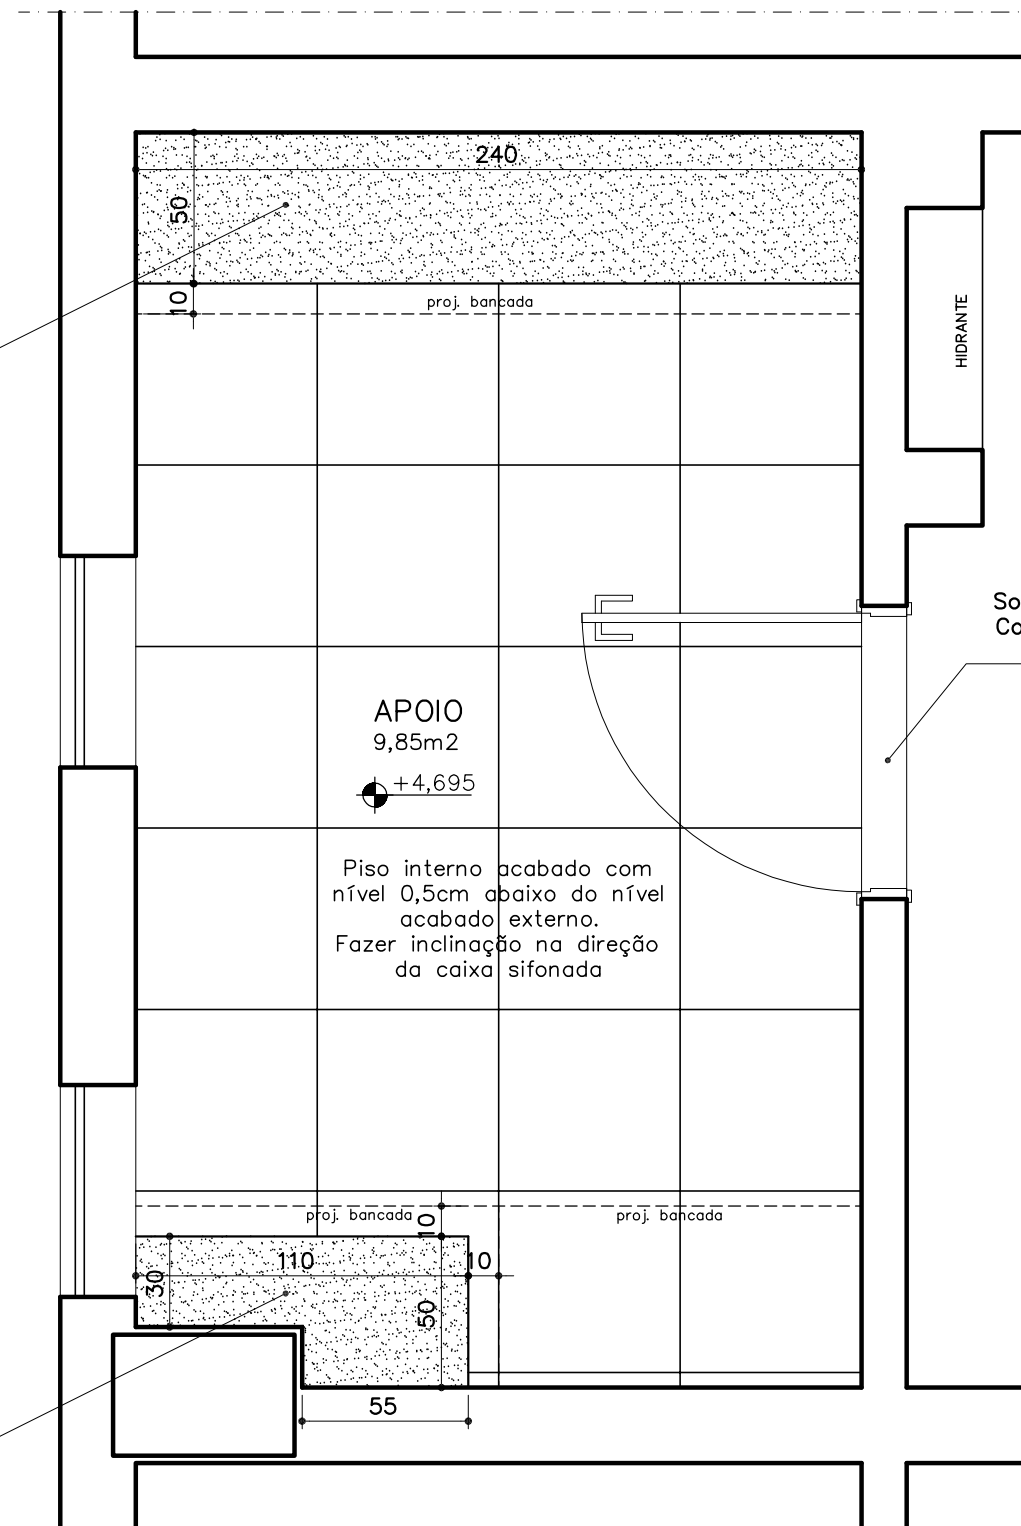 240
50
10
proj. bancada
HIDRANTE
So
Co
APOIO
9,85m2
+4,695
Piso interno acabado com
nível 0,5cm abaixo do nível
acabado externo.
Fazer inclinação na direção
da caixa sifonada
proj. bancada
10
proj. bancada
110
10
30
50
55